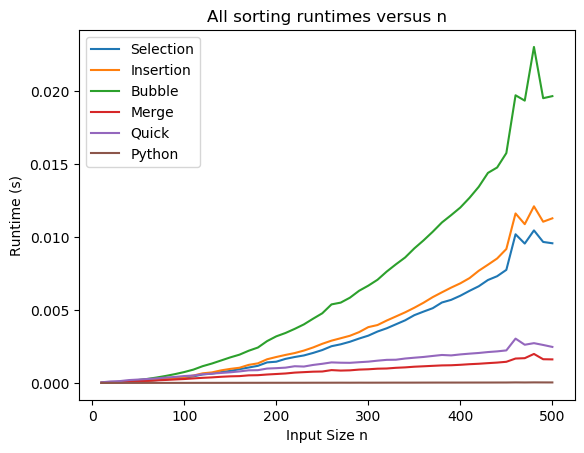 All sorting runtimes versus n
Selection
Insertion
Bubble
Merge
Quick
Python
Runtime (s)
0.020
0.015
0.010
0.005
0.000
0 100 200 300 400 500
Input Size n